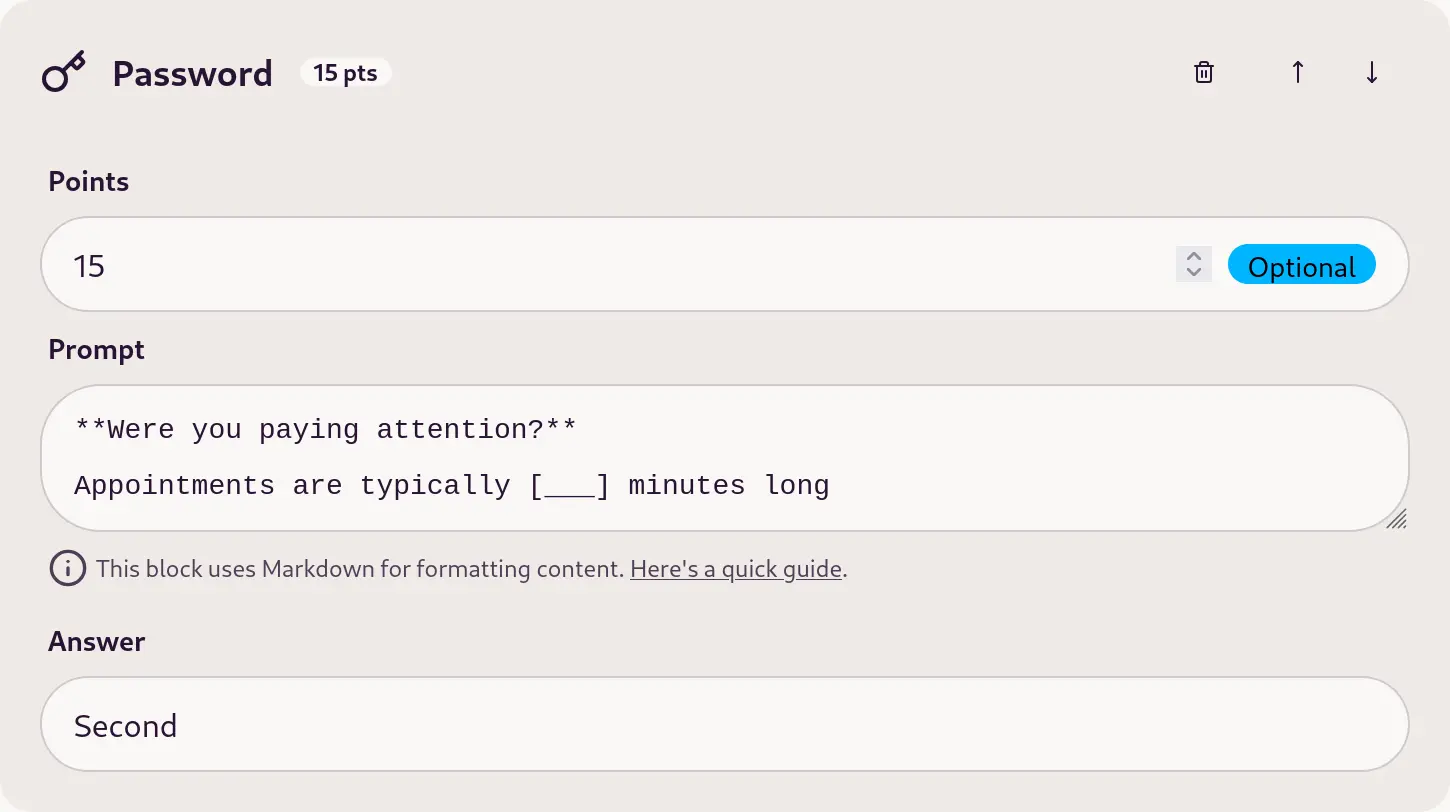 Password 15 pts
Points
15 Optional
Prompt
**Were you paying attention?**
Appointments are typically [___] minutes long
This block uses Markdown for formatting content. Here's a quick guide.
Answer
Second